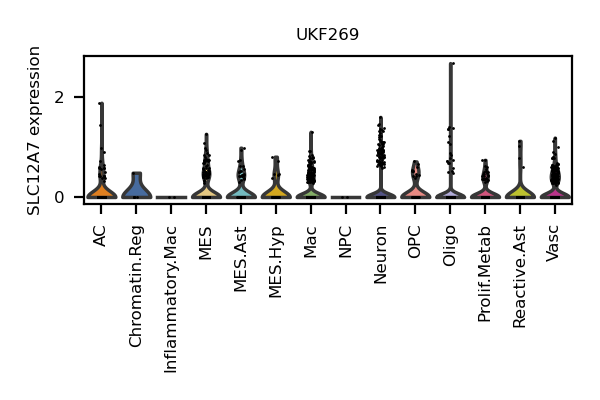 UKF269
SLC12A7 expression
2
0
AC
Chromatin.Reg
Inflammatory.Mac
MES
MES.Ast
MES.Hyp
Mac
NPC
Neuron
OPC
Oligo
Prolif.Metab
Reactive.Ast
Vasc